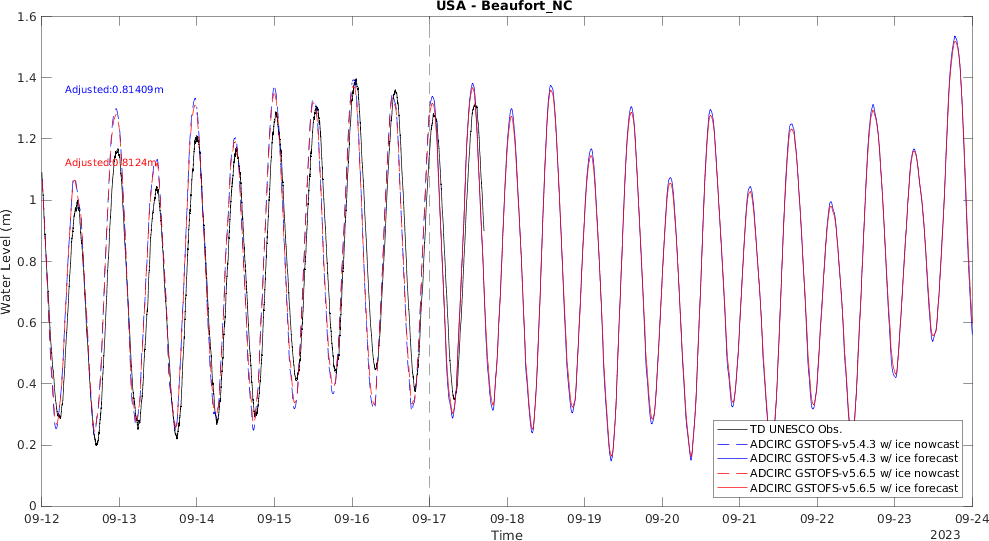 USA - Beaufort_NC
1.6
1.4
1.2
1
0.8
0.6
0.4
0.2
0
Water Level (m)
Adjusted:0.81409m
Adjusted:0.8124m
TD UNESCO Obs.
ADCIRC GSTOFS-v5.4.3 w/ ice nowcast
ADCIRC GSTOFS-v5.4.3 w/ ice forecast
ADCIRC GSTOFS-v5.6.5 w/ ice nowcast
ADCIRC GSTOFS-v5.6.5 w/ ice forecast
09-12 09-13 09-14 09-15 09-16 09-17 09-18 09-19 09-20 09-21 09-22 09-23 09-24
Time
2023